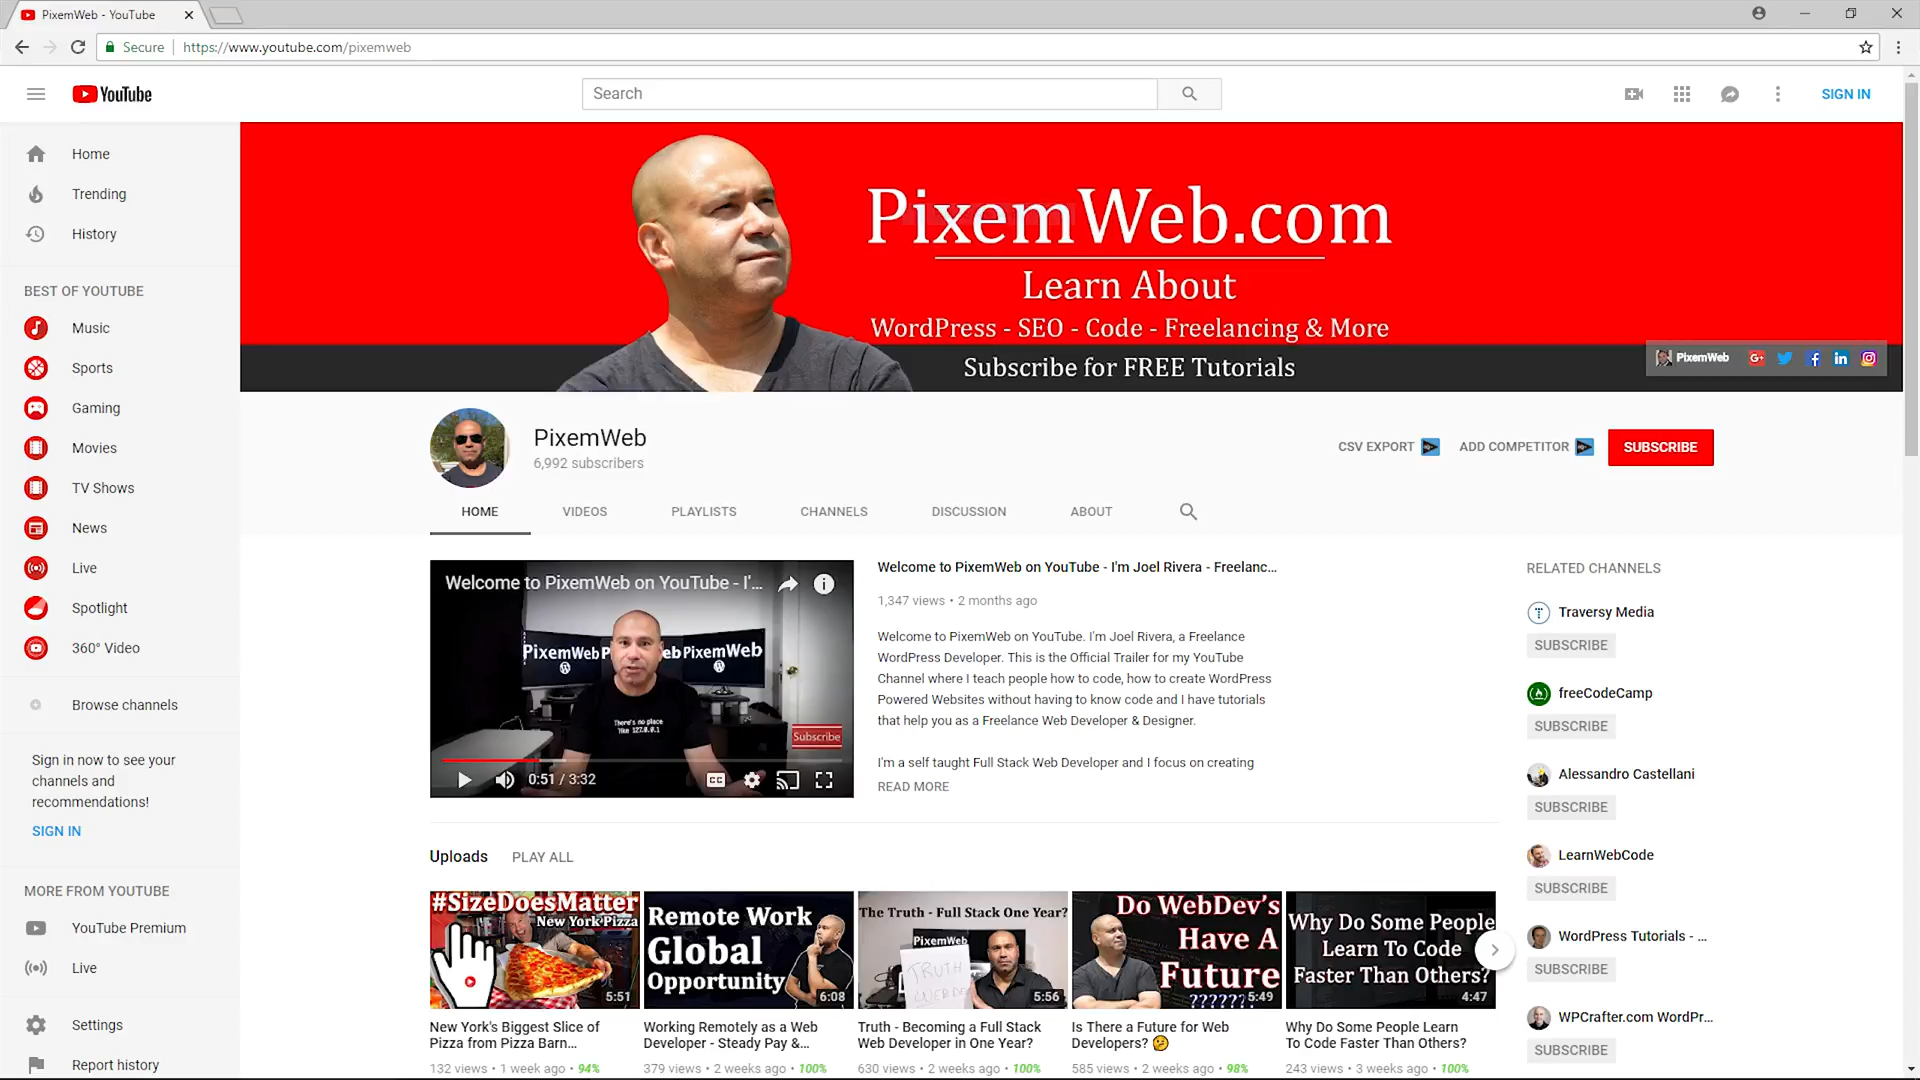 PixemWeb - YouTube
Secure
https://www.youtube.com/pixemweb
YouTube
Search
SIGN IN
Home
Trending
History
BEST OF YOUTUBE
Music
Sports
Gaming
Movies
TV Shows
News
Live
Spotlight
360° Video
Browse channels
Sign in now to see your
channels and
recommendations!
SIGN IN
MORE FROM YOUTUBE
YouTube Premium
Live
Settings
Report history
PixemWeb.com
Learn About
WordPress - SEO - Code - Freelancing & More
Subscribe for FREE Tutorials
PixemWeb
PixemWeb
6,992 subscribers
CSV EXPORT
ADD COMPETITOR
SUBSCRIBE
HOME
VIDEOS
PLAYLISTS
CHANNELS
DISCUSSION
ABOUT
Welcome to PixemWeb on YouTube - I'...
PixemWeb
eb PixemWeb
There's no place
like 127.0.0.1
Subscribe
0:51 / 3:32
CC
Welcome to PixemWeb on YouTube - I'm Joel Rivera - Freelanc...
1,347 views • 2 months ago
Welcome to PixemWeb on YouTube. I'm Joel Rivera, a Freelance
WordPress Developer. This is the Official Trailer for my YouTube
Channel where I teach people how to code, how to create WordPress
Powered Websites without having to know code and I have tutorials
that help you as a Freelance Web Developer & Designer.
I'm a self taught Full Stack Web Developer and I focus on creating
READ MORE
RELATED CHANNELS
Traversy Media
SUBSCRIBE
freeCodeCamp
SUBSCRIBE
Alessandro Castellani
SUBSCRIBE
LearnWebCode
SUBSCRIBE
WordPress Tutorials - ...
SUBSCRIBE
WPCrafter.com WordPr...
SUBSCRIBE
Uploads
PLAY ALL
#SizeDoesMatter
New York Pizza
5:51
New York's Biggest Slice of
Pizza from Pizza Barn...
132 views • 1 week ago • 94%
Remote Work
Global
Opportunity
6:08
Working Remotely as a Web
Developer - Steady Pay &...
379 views • 2 weeks ago • 100%
The Truth - Full Stack One Year?
PixemWeb
TRUTH
5:56
Truth - Becoming a Full Stack
Web Developer in One Year?
630 views • 2 weeks ago • 100%
Do WebDev's
Have A
Future
??????
5:49
Is There a Future for Web
Developers? 🤔
585 views • 2 weeks ago • 98%
Why Do Some People
Learn To Code
Faster Than Others?
4:47
Why Do Some People Learn
To Code Faster Than Others?
243 views • 3 weeks ago • 100%